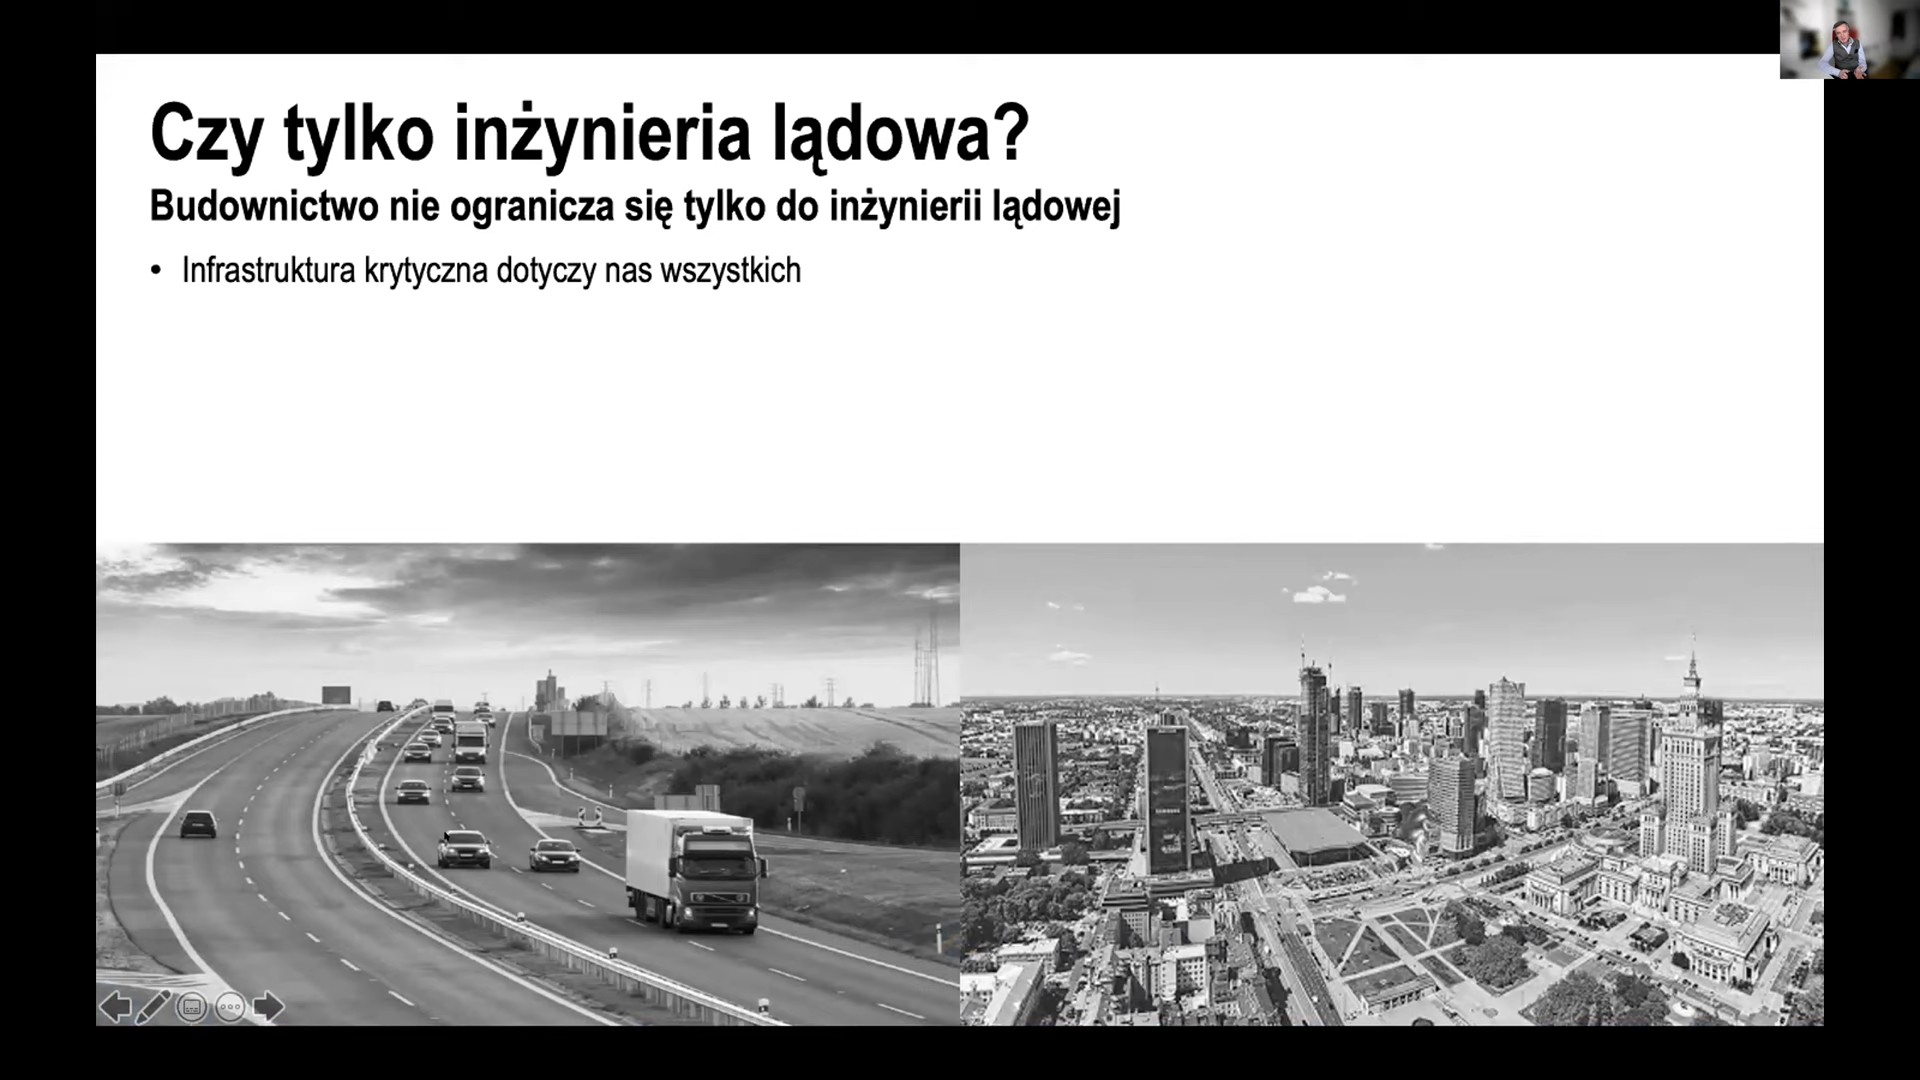 Czy tylko inżynieria lądowa?
Budownictwo nie ogranicza się tylko do inżynierii lądowej
• Infrastruktura krytyczna dotyczy nas wszystkich